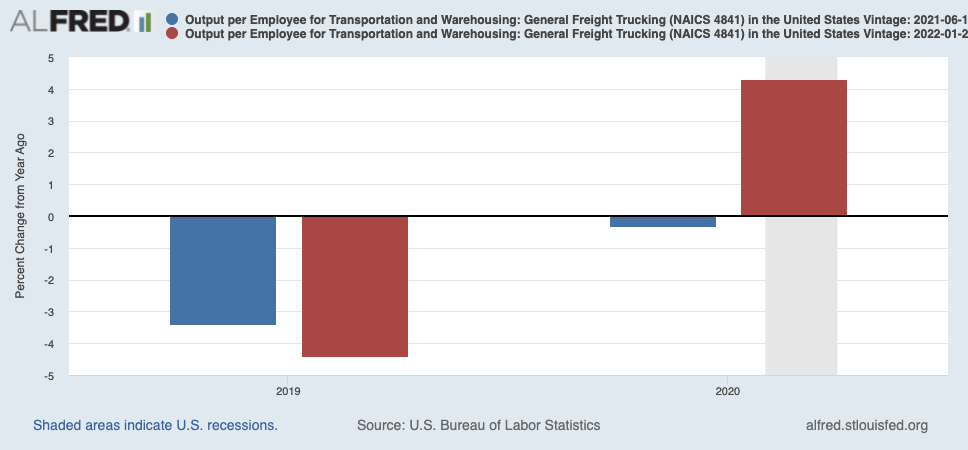 ALFRED
Output per Employee for Transportation and Warehousing: General Freight Trucking (NAICS 4841) in the United States Vintage: 2021-06-1
Output per Employee for Transportation and Warehousing: General Freight Trucking (NAICS 4841) in the United States Vintage: 2022-01-2
Percent Change from Year Ago
5
4
3
2
1
0
-1
-2
-3
-4
-5
2019
2020
Shaded areas indicate U.S. recessions.
Source: U.S. Bureau of Labor Statistics
alfred.stlouisfed.org